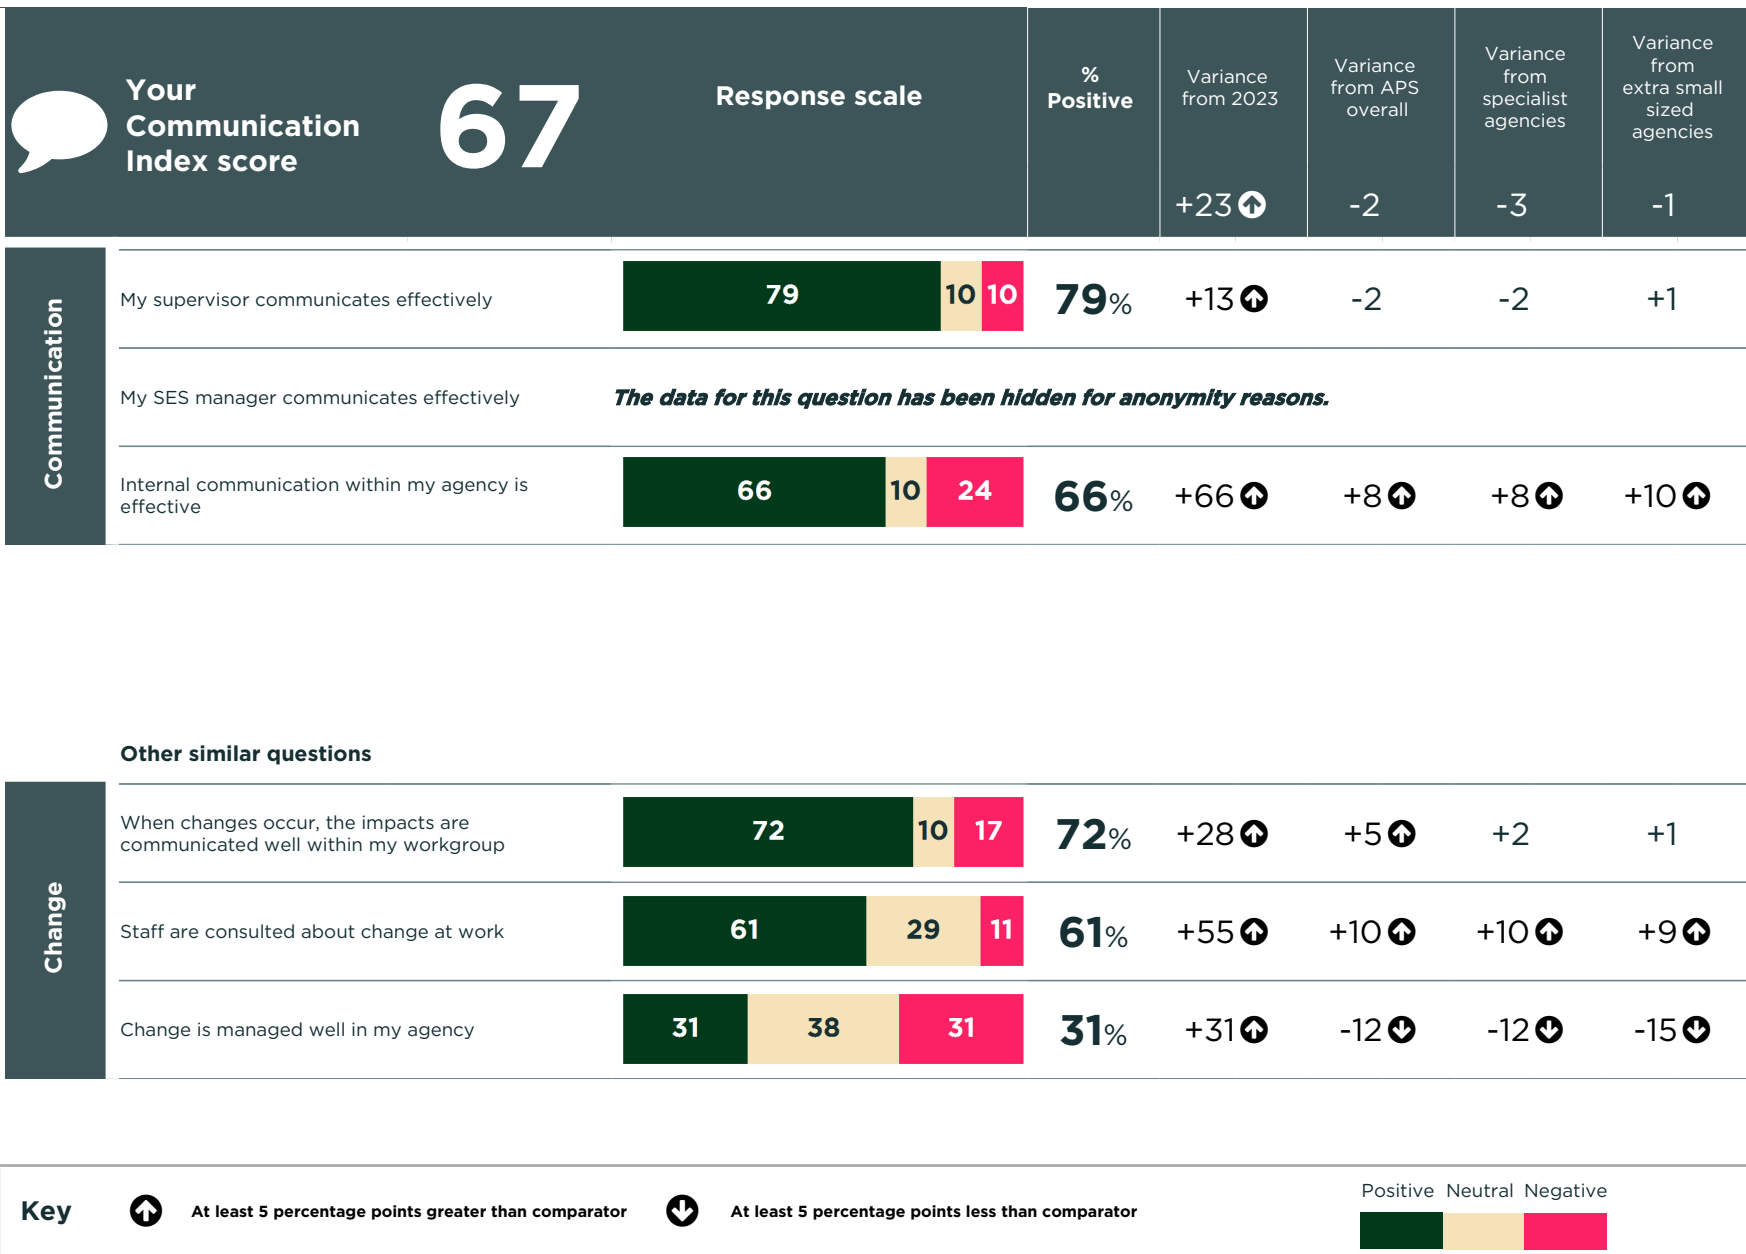 Your
Communication
Index score
67
Response scale
%
Positive
Variance
from 2023
+23
Variance
from APS
overall
-2
Variance
from
specialist
agencies
-3
Variance
from
extra small
sized
agencies
-1
Communication
My supervisor communicates effectively
79 10 10 79% +13 -2 -2 +1
My SES manager communicates effectively
The data for this question has been hidden for anonymity reasons.
Internal communication within my agency is
effective
66 10 24 66% +66 +8 +8 +10
Other similar questions
Change
When changes occur, the impacts are
communicated well within my workgroup
72 10 17 72% +28 +5 +2 +1
Staff are consulted about change at work
61 29 11 61% +55 +10 +10 +9
Change is managed well in my agency
31 38 31 31% +31 -12 -12 -15
Key
At least 5 percentage points greater than comparator
At least 5 percentage points less than comparator
Positive Neutral Negative